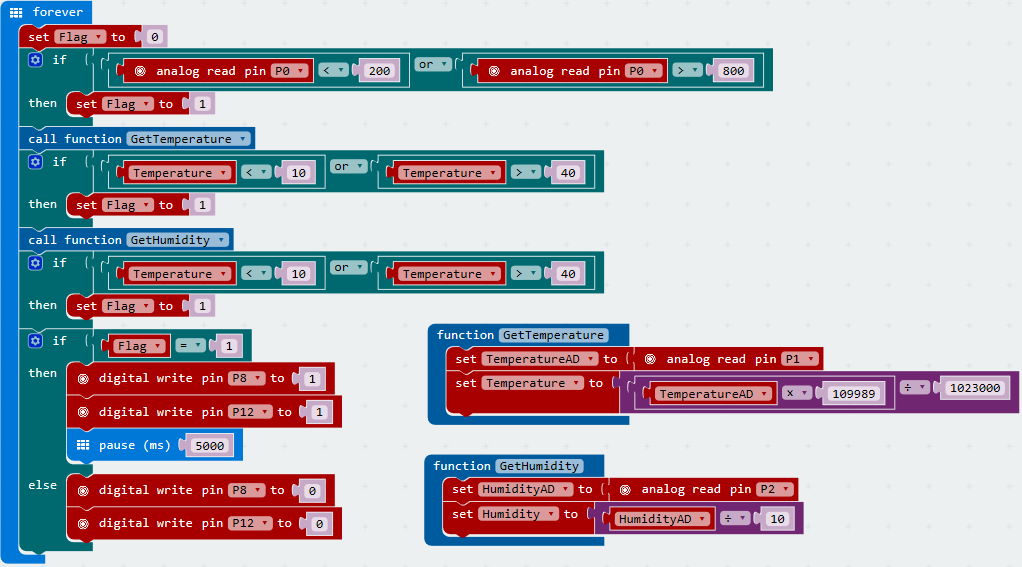 forever
set Flag to 0
if analog read pin P0 < 200 or analog read pin P0 > 800
then set Flag to 1
call function GetTemperature
if Temperature < 10 or Temperature > 40
then set Flag to 1
call function GetHumidity
if Temperature < 10 or Temperature > 40
then set Flag to 1
if Flag = 1
then digital write pin P8 to 1
digital write pin P12 to 1
pause (ms) 5000
else digital write pin P8 to 0
digital write pin P12 to 0
function GetTemperature
set TemperatureAD to analog read pin P1
set Temperature to TemperatureAD x 109989 ÷ 1023000
function GetHumidity
set HumidityAD to analog read pin P2
set Humidity to HumidityAD ÷ 10